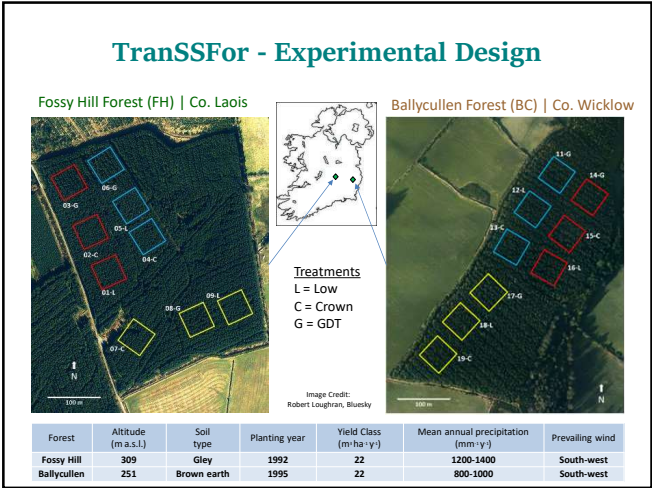 TranSSFor - Experimental Design
Fossy Hill Forest (FH) | Co. Laois
Ballycullen Forest (BC) | Co. Wicklow
06-G
03-G
05-L
02-C
04-C
01-L
08-G
09-L
07-C
N
100 m
Treatments
L = Low
C = Crown
G = GDT
Image Credit:
Robert Loughran, Bluesky
11-G
14-G
12-L
13-C
15-C
16-L
17-G
18-L
19-C
N
100 m
Forest Altitude (m a.s.l.) Soil type Planting year Yield Class (m³ ha⁻¹ y⁻¹) Mean annual precipitation (mm⁻¹ y⁻¹) Prevailing wind
Fossy Hill 309 Gley 1992 22 1200-1400 South-west
Ballycullen 251 Brown earth 1995 22 800-1000 South-west